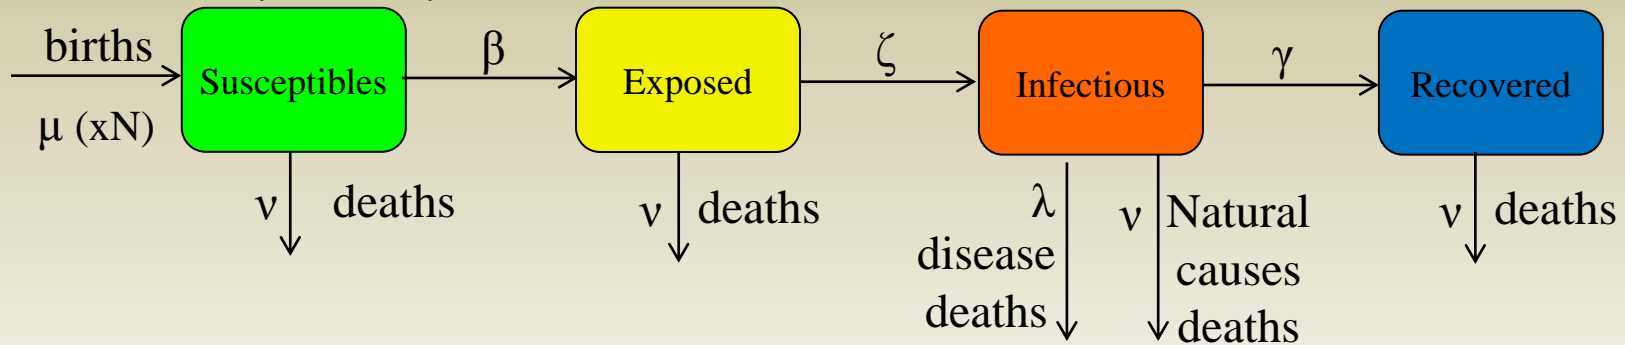 births
μ (xN)
Susceptibles
β
Exposed
ζ
Infectious
γ
Recovered
ν deaths
ν deaths
λ
disease
deaths
ν Natural
causes
deaths
ν deaths